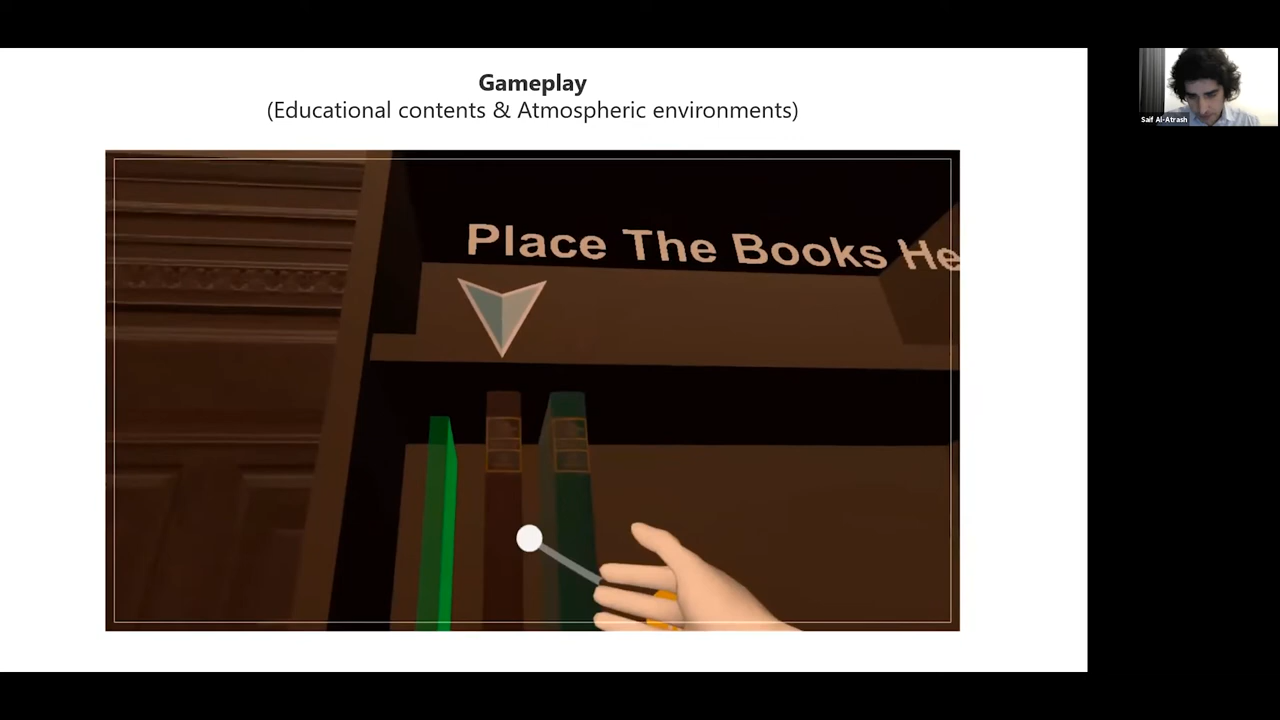 Gameplay
(Educational contents & Atmospheric environments)
Place The Books He
Saif Al-Atrash